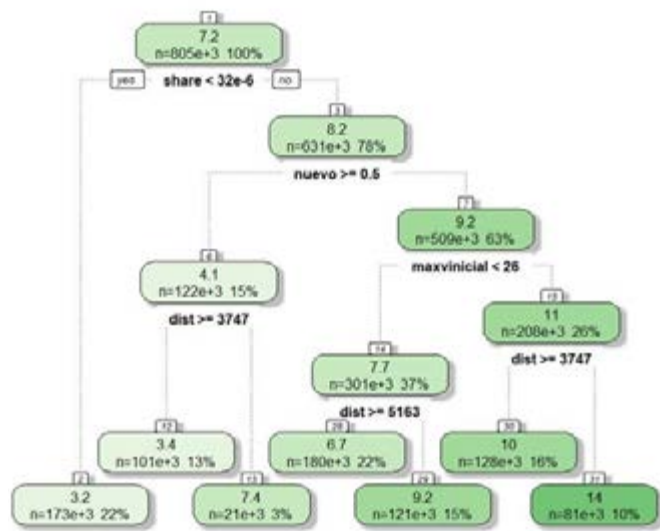 1
7.2
n=805e+3 100%
yes share < 32e-6 no
3
8.2
n=631e+3 78%
nuevo >= 0.5
7
9.2
n=509e+3 63%
maxvinicial < 26
6
4.1
n=122e+3 15%
dist >= 3747
15
11
n=208e+3 26%
dist >= 3747
14
7.7
n=301e+3 37%
dist >= 5163
12
3.4
n=101e+3 13%
28
6.7
n=180e+3 22%
30
10
n=128e+3 16%
2
3.2
n=173e+3 22%
13
7.4
n=21e+3 3%
29
9.2
n=121e+3 15%
31
14
n=81e+3 10%